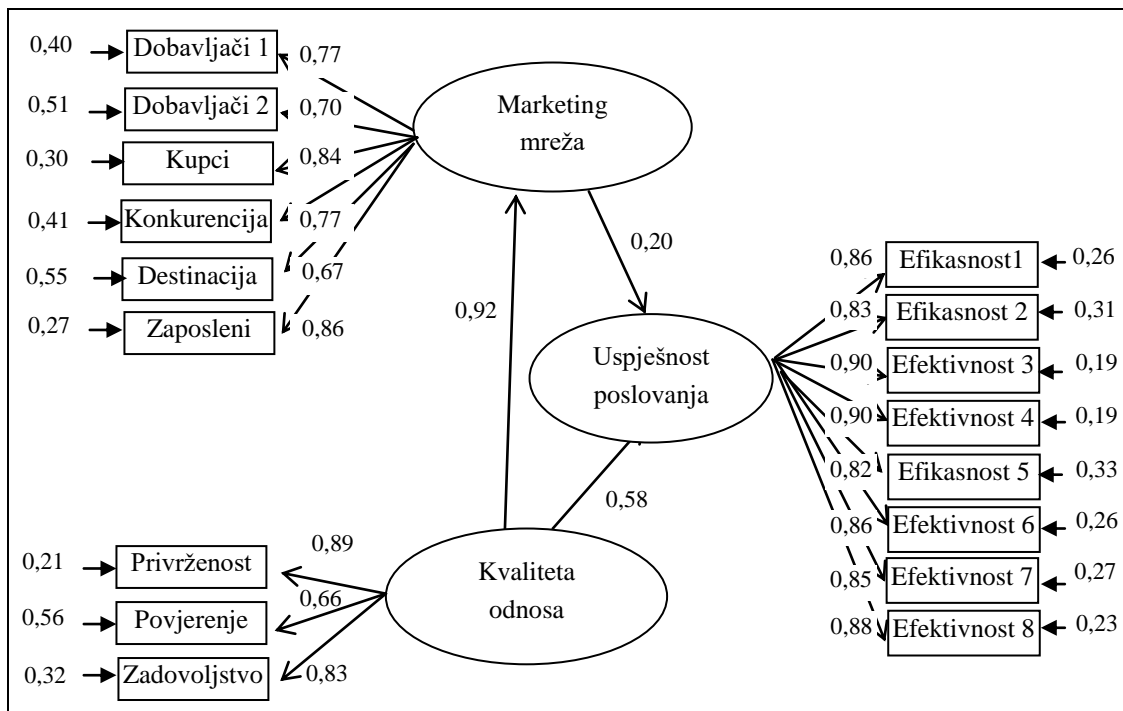 0,40 Dobavljači 1 0,77
0,51 Dobavljači 2 0,70
0,30 Kupci 0,84
0,41 Konkurencija 0,77
0,55 Destinacija 0,67
0,27 Zaposleni 0,86
Marketing
mreža
0,20
0,92
Uspješnost
poslovanja
0,58
0,86 Efikasnost1 0,26
0,83 Efikasnost 2 0,31
0,90 Efektivnost 3 0,19
0,90 Efektivnost 4 0,19
0,82 Efikasnost 5 0,33
0,86 Efektivnost 6 0,26
0,85 Efektivnost 7 0,27
0,88 Efektivnost 8 0,23
0,21 Privrženost 0,89
0,56 Povjerenje 0,66
0,32 Zadovoljstvo 0,83
Kvaliteta
odnosa